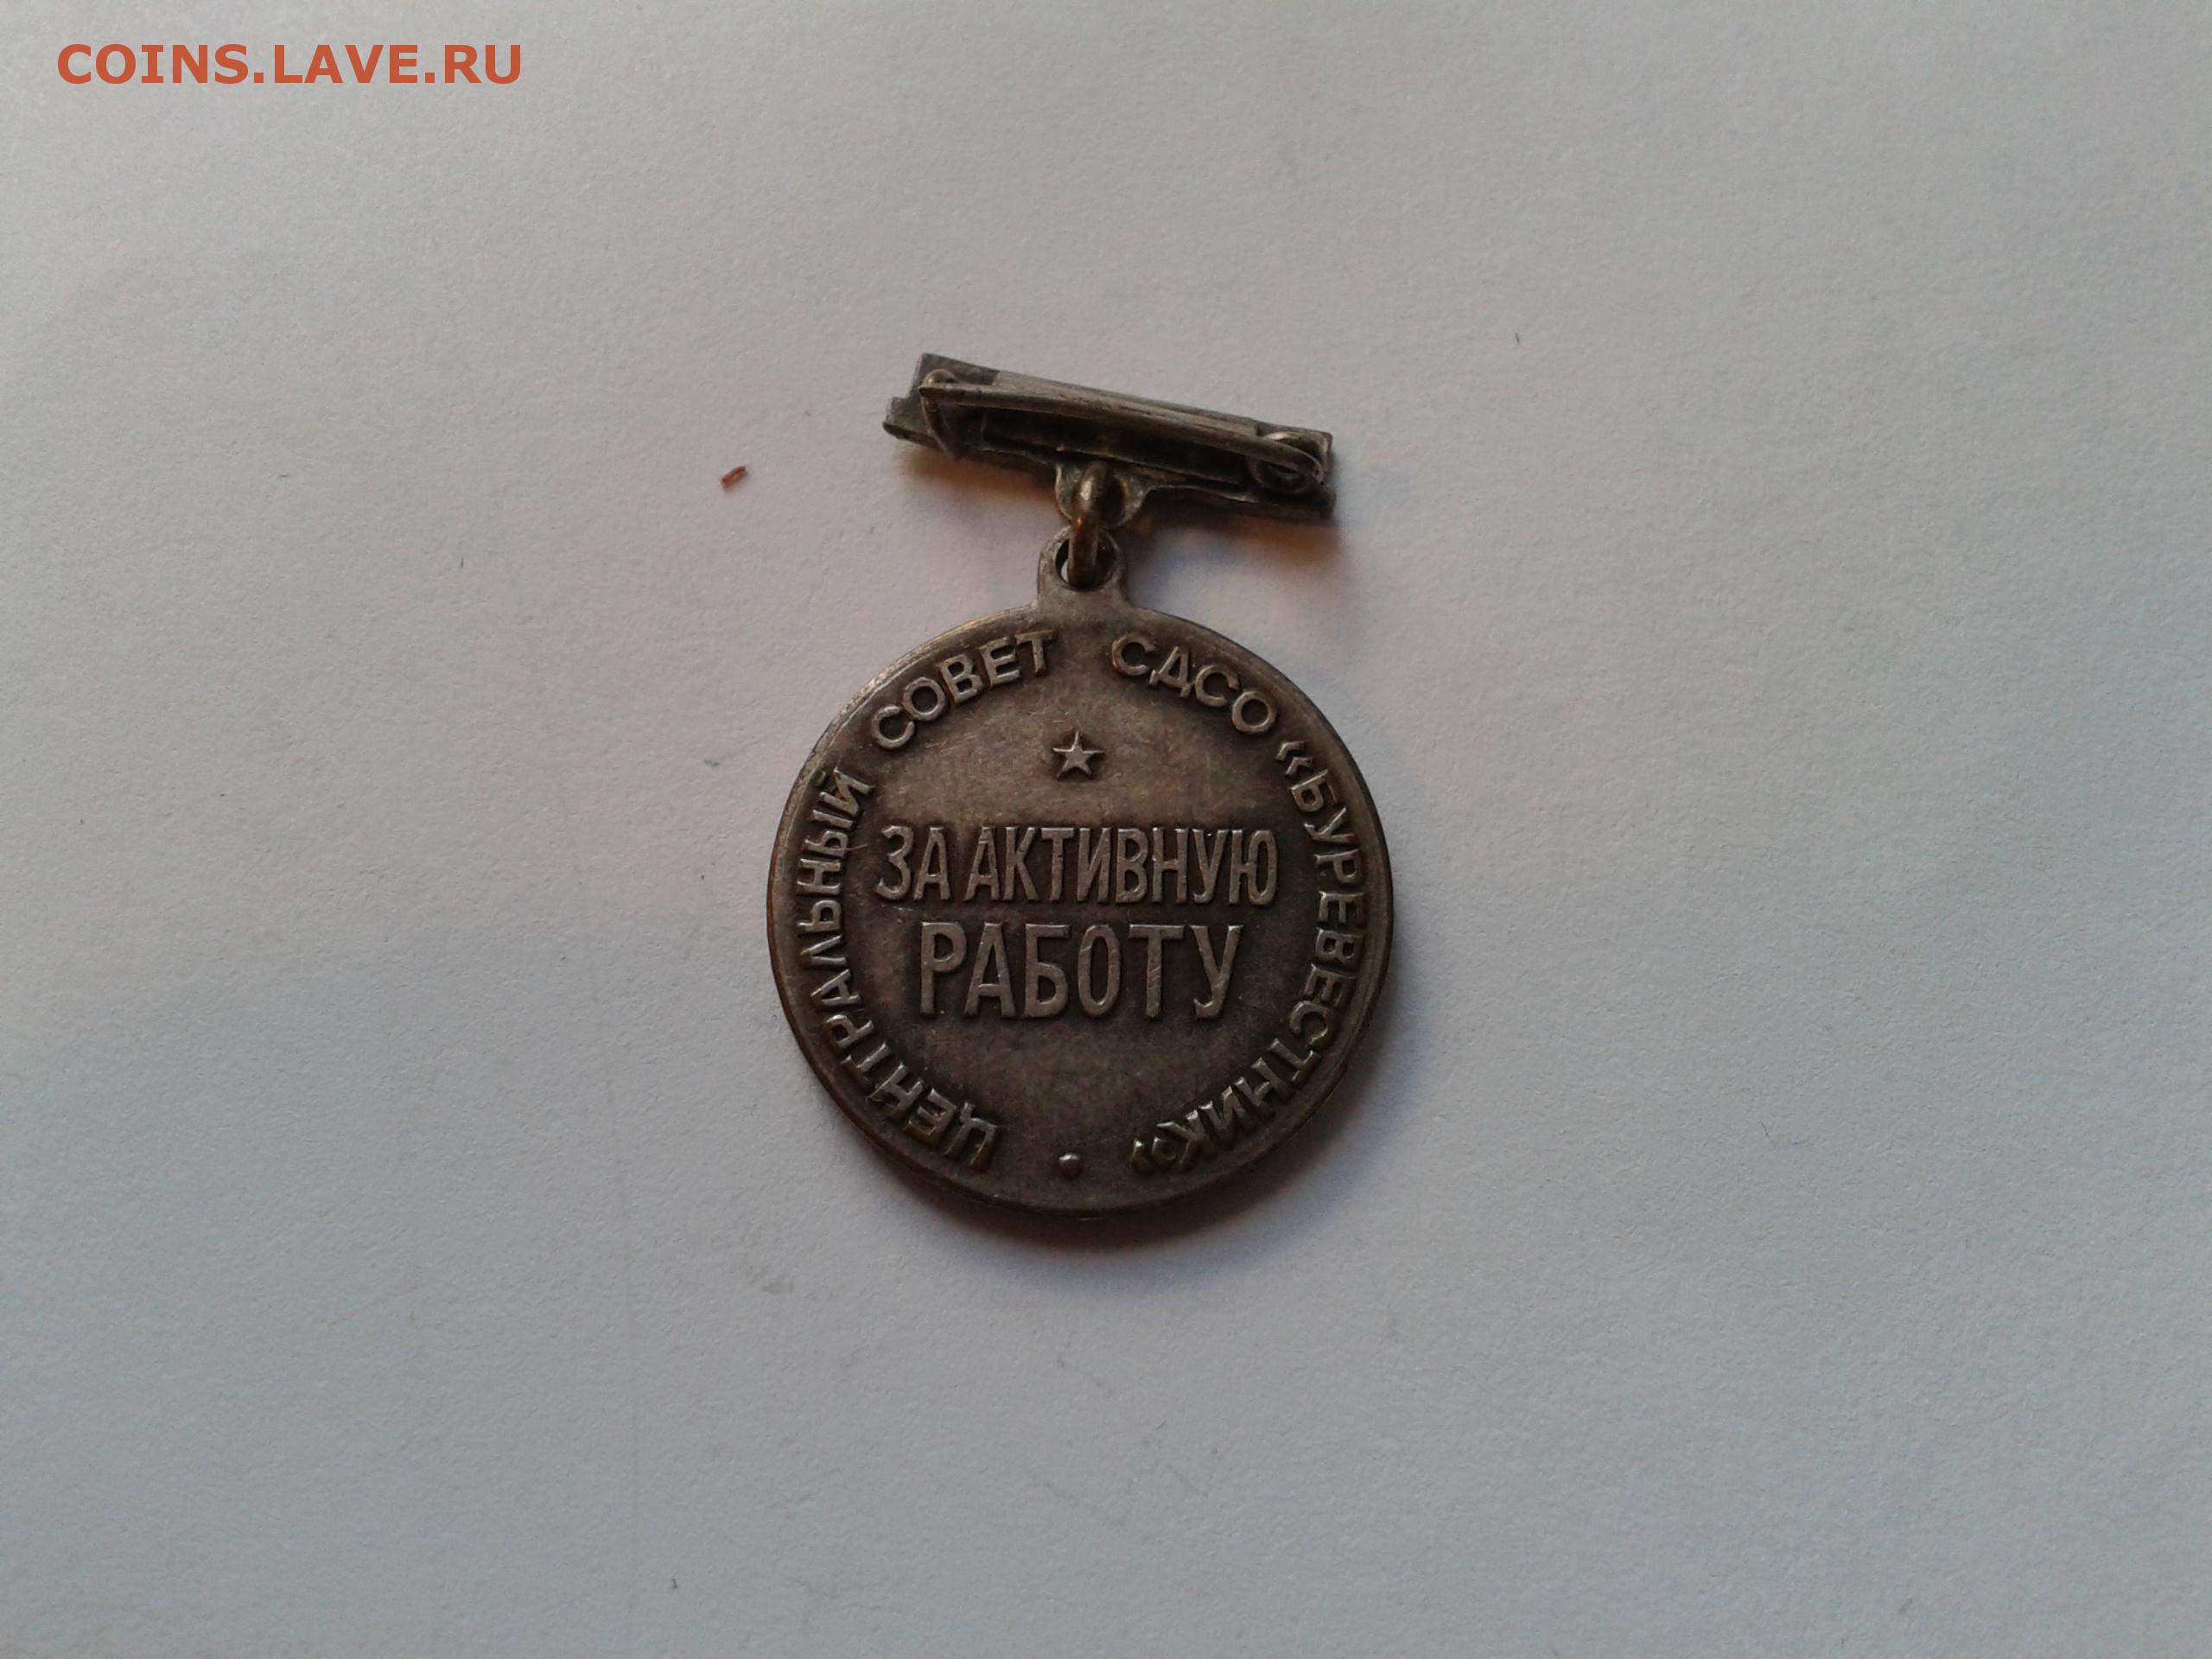 COINS.LAVE.RU
ЦЕНТРАЛЬНЫЙ СОВЕТ СДСО «БУРЕВЕСТНИК»
ЗА АКТИВНУЮ
РАБОТУ